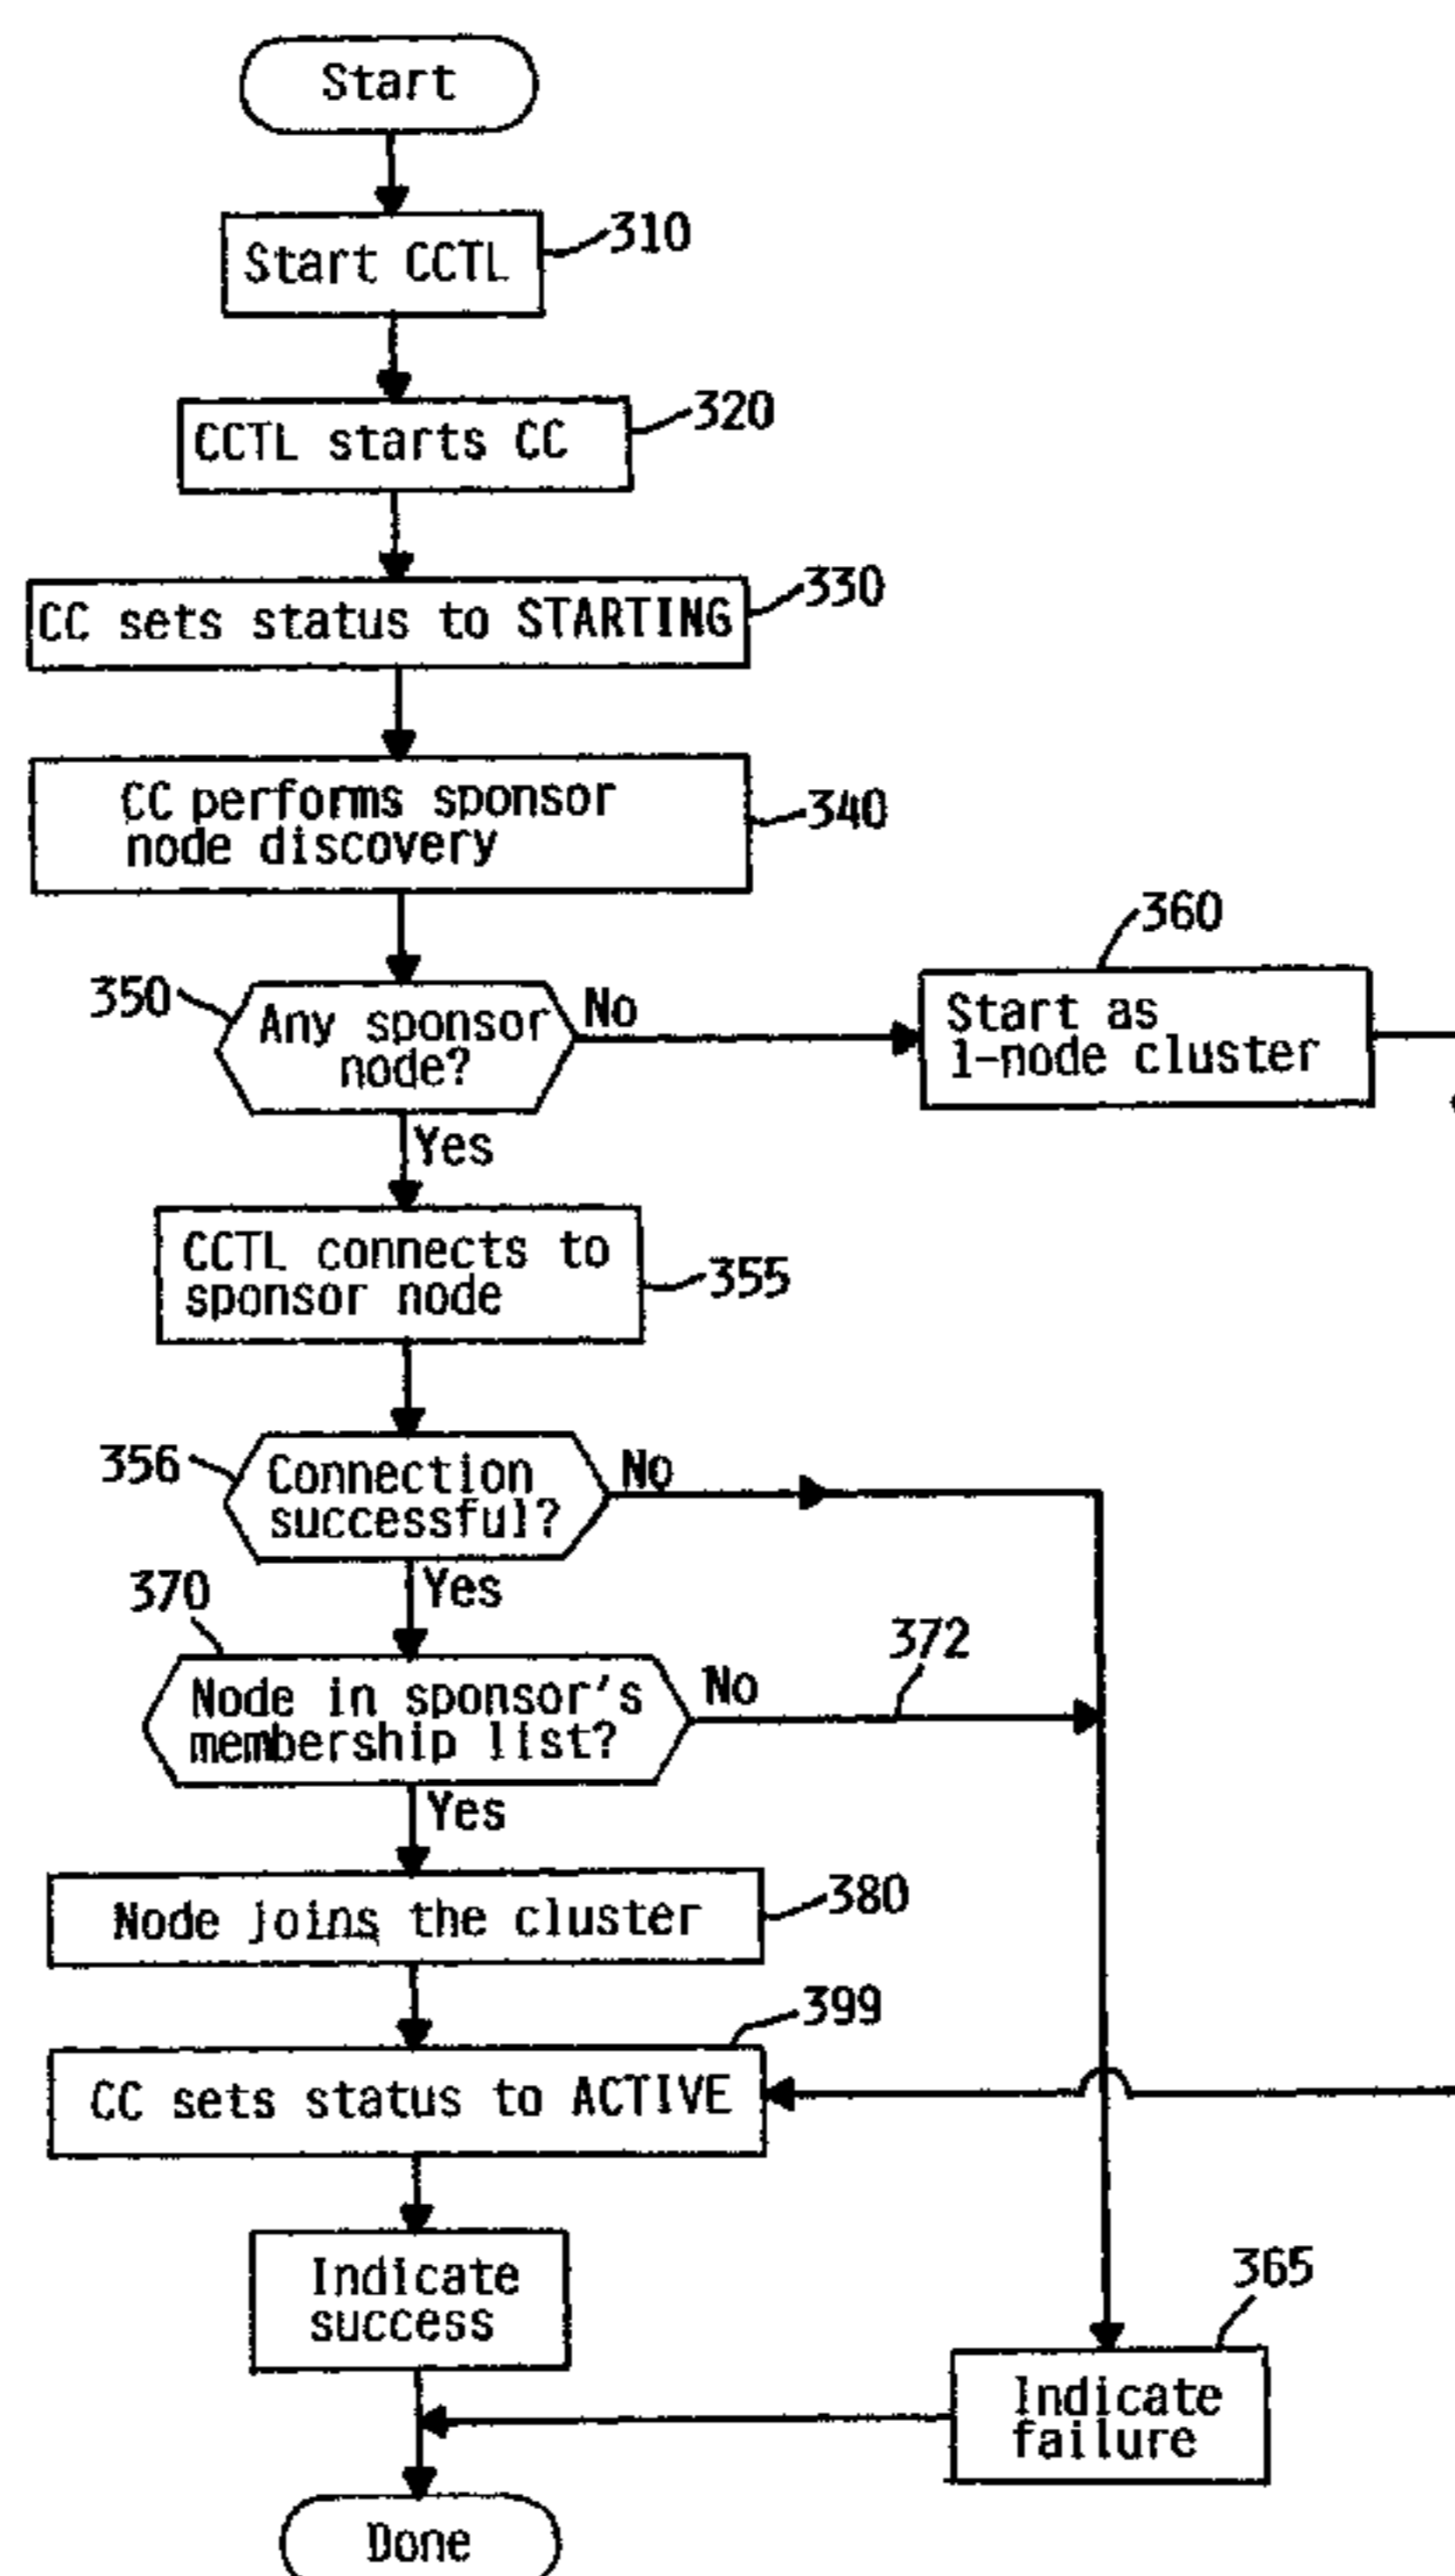 Start
Start CCTL
310
CCTL starts CC
320
CC sets status to STARTING
330
CC performs sponsor
node discovery
340
350
Any sponsor
node?
No
360
Start as
1-node cluster
Yes
CCTL connects to
sponsor node
355
356
Connection
successful?
No
Yes
370
Node in sponsor's
membership list?
No
372
Yes
Node joins the cluster
380
399
CC sets status to ACTIVE
Indicate
success
365
Indicate
failure
Done